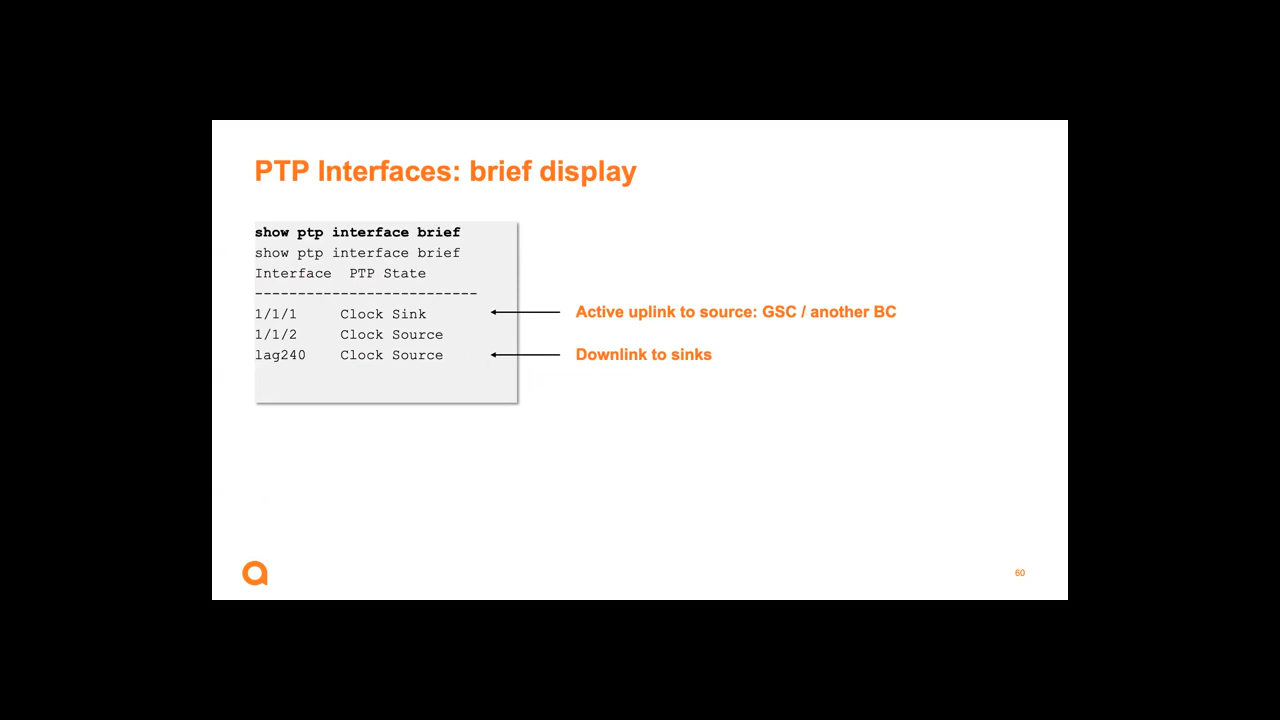 PTP Interfaces: brief display
show ptp interface brief
show ptp interface brief
Interface  PTP State
--------------------------
1/1/1     Clock Sink
Active uplink to source: GSC / another BC
1/1/2     Clock Source
lag240    Clock Source
Downlink to sinks
60